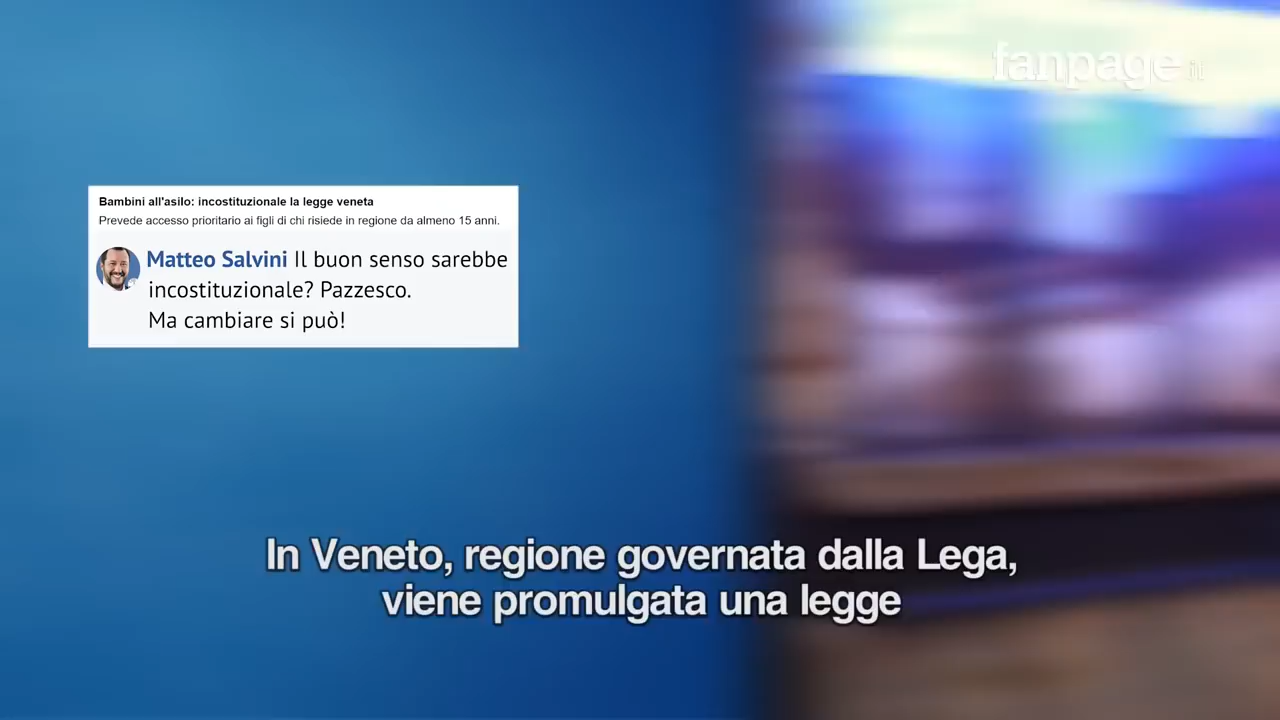 fanpage.it
Bambini all'asilo: incostituzionale la legge veneta
Prevede accesso prioritario ai figli di chi risiede in regione da almeno 15 anni.
Matteo Salvini Il buon senso sarebbe
incostituzionale? Pazzesco.
Ma cambiare si può!
In Veneto, regione governata dalla Lega,
viene promulgata una legge